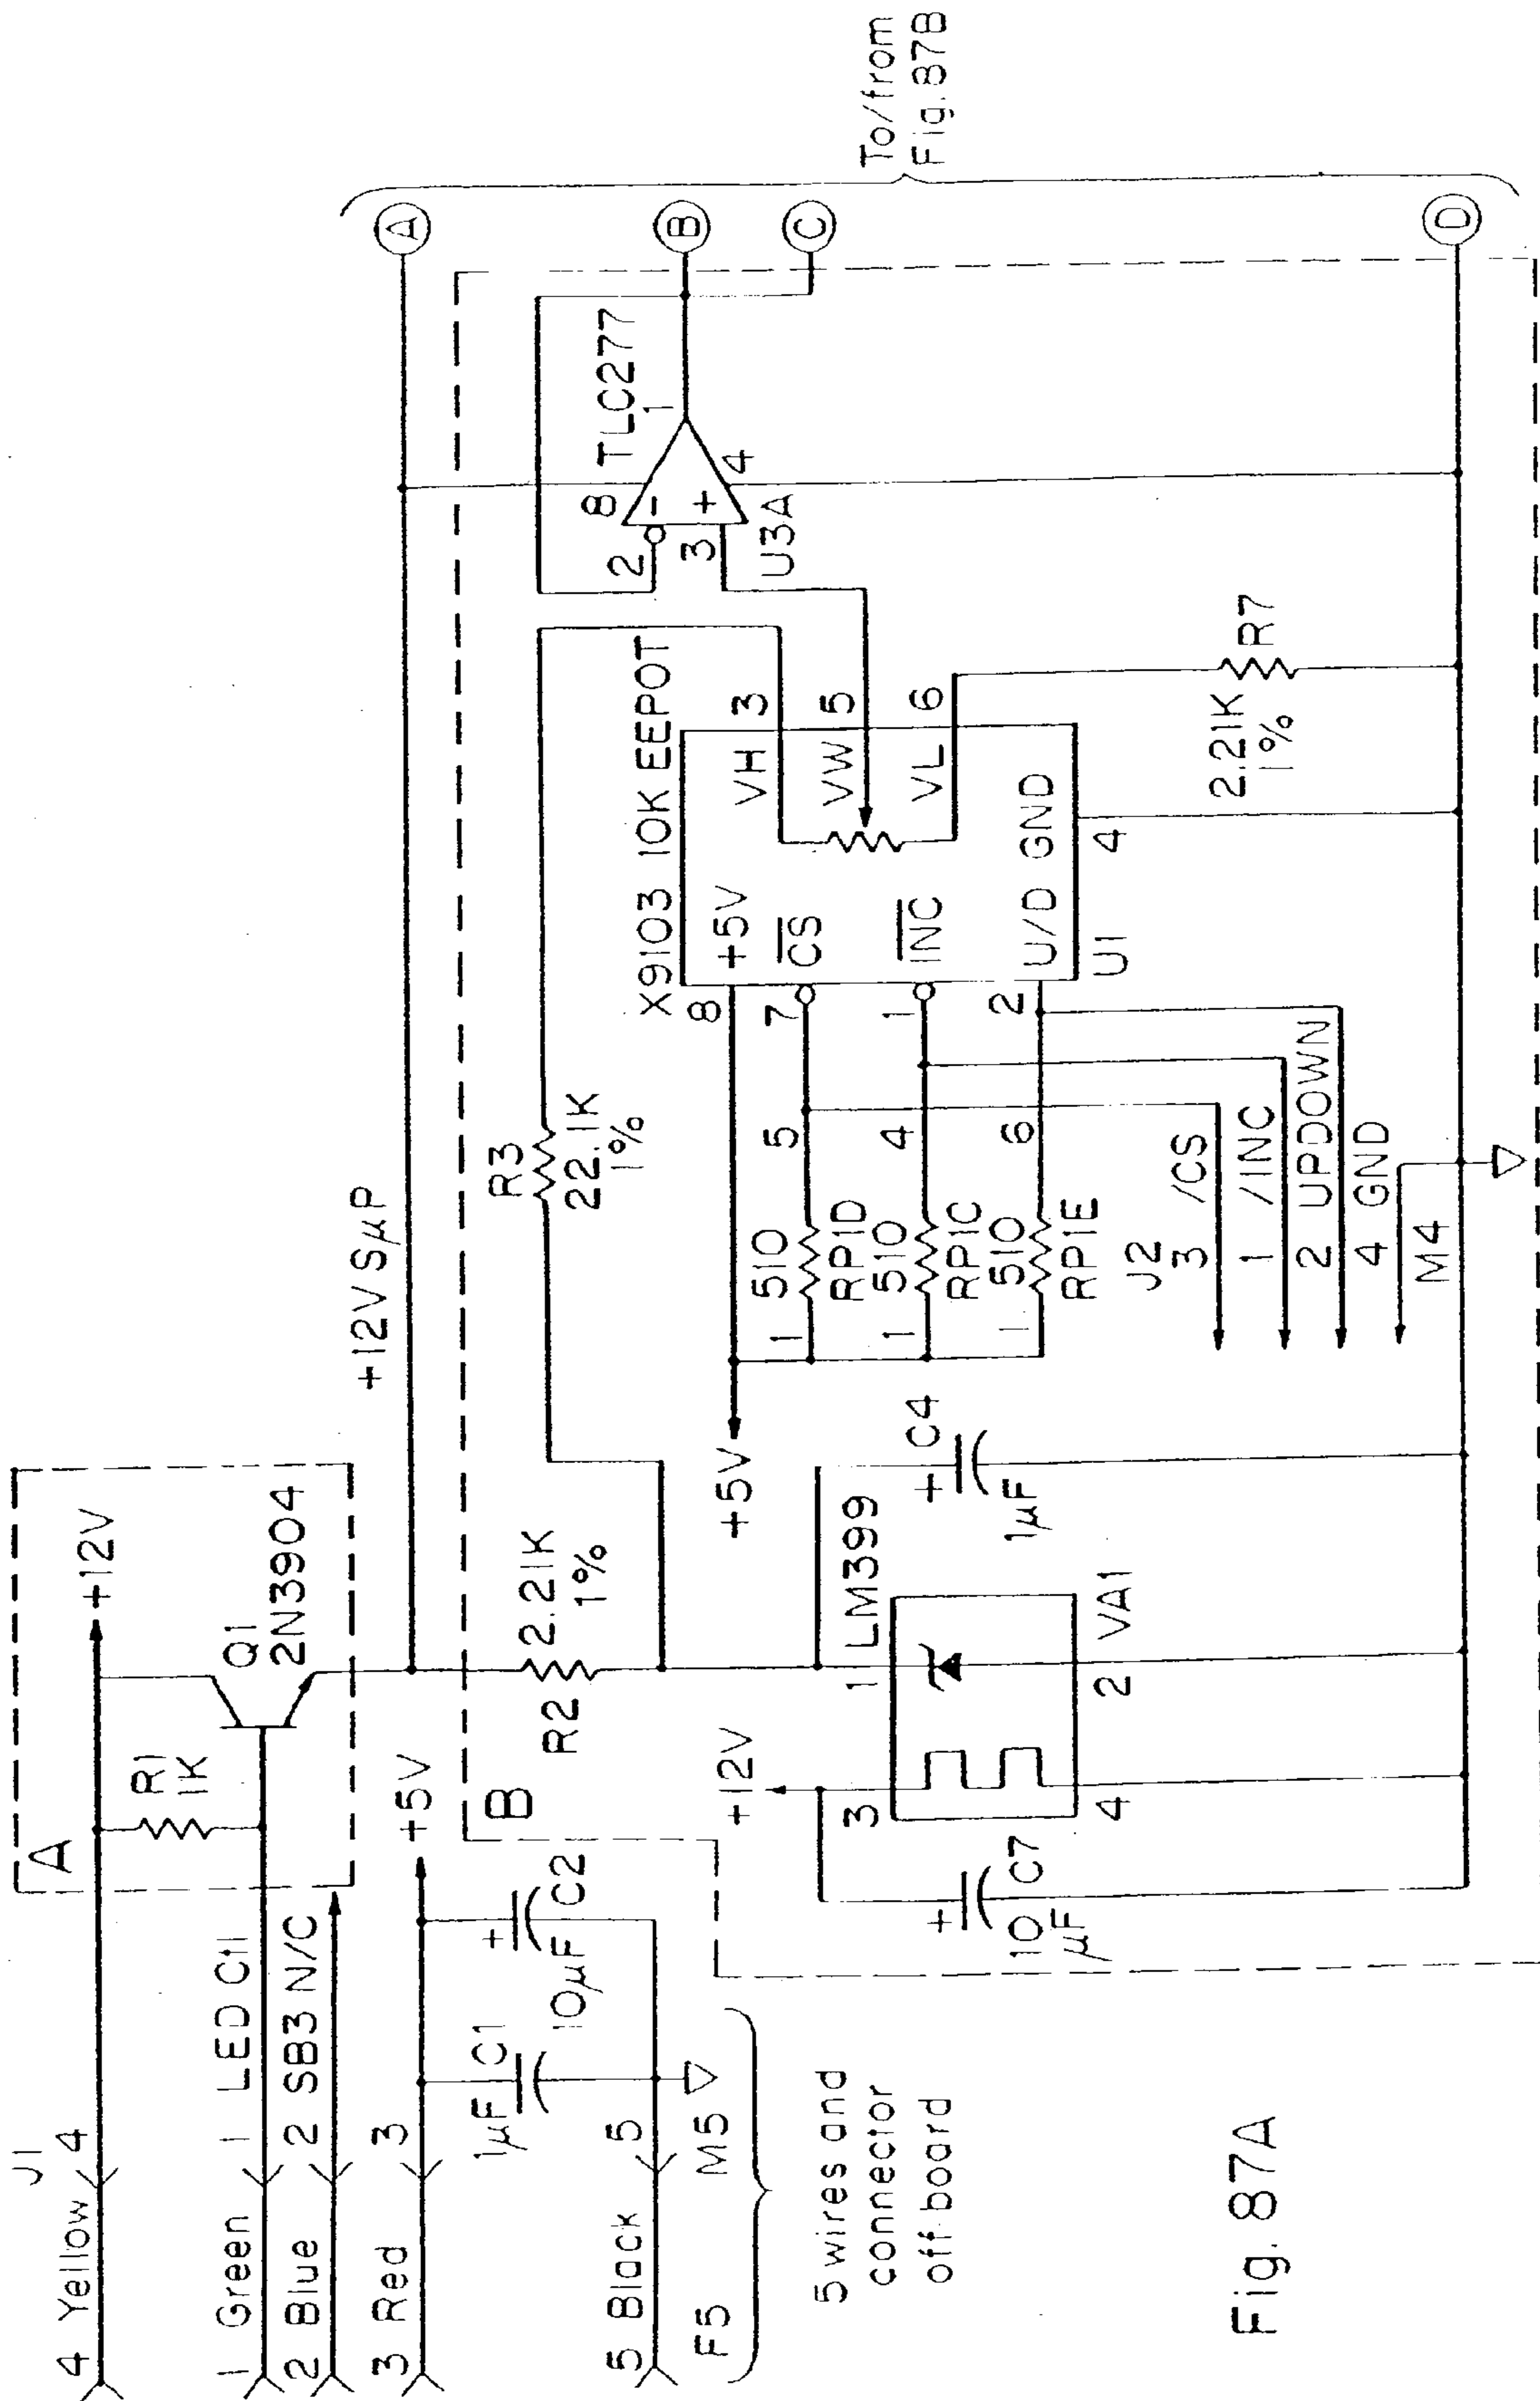 J1
4 Yellow 4
1 Green 1 LED Ctl
2 Blue 2 SB3 N/C
3 Red 3
5 Black 5
F5 M5
5 wires and
connector
off board
A
R1
1K
+12V
Q1
2N3904
+12VSμP
+5V
1μF C1
10μF C2
B
R2
2.21K
1%
R3
22.1K
1%
+12V
3
1
LM399
4
2
VA1
10
μF
C7
+
+
C4
1μF
+5V
1
510
RP1D
5
1
510
RP1C
4
1
510
RP1E
6
J2
3 /CS
1 /INC
2 UPDOWN
4 GND
M4
X9103 10K EEPOT
8
+5V
7
CS
1
INC
2
U/D GND
4
U1
VH
3
VW
5
VL
6
2.21K
1%
R7
2
3
8
TLC277
1
4
-
+
U3A
A
B
C
D
To/from
Fig.87B
Fig. 87A